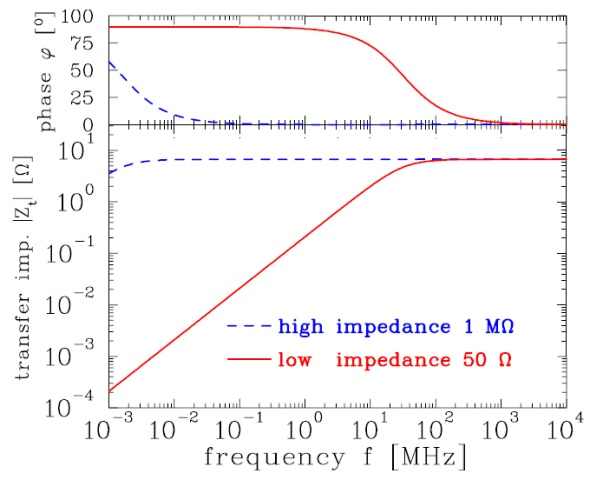 100
75
50
25
0
phase φ [°]
10¹
10⁰
10⁻¹
10⁻²
10⁻³
10⁻⁴
transfer imp. |Zₜ| [Ω]
high impedance 1 MΩ
low impedance 50 Ω
10⁻³ 10⁻² 10⁻¹ 10⁰ 10¹ 10² 10³ 10⁴
frequency f [MHz]